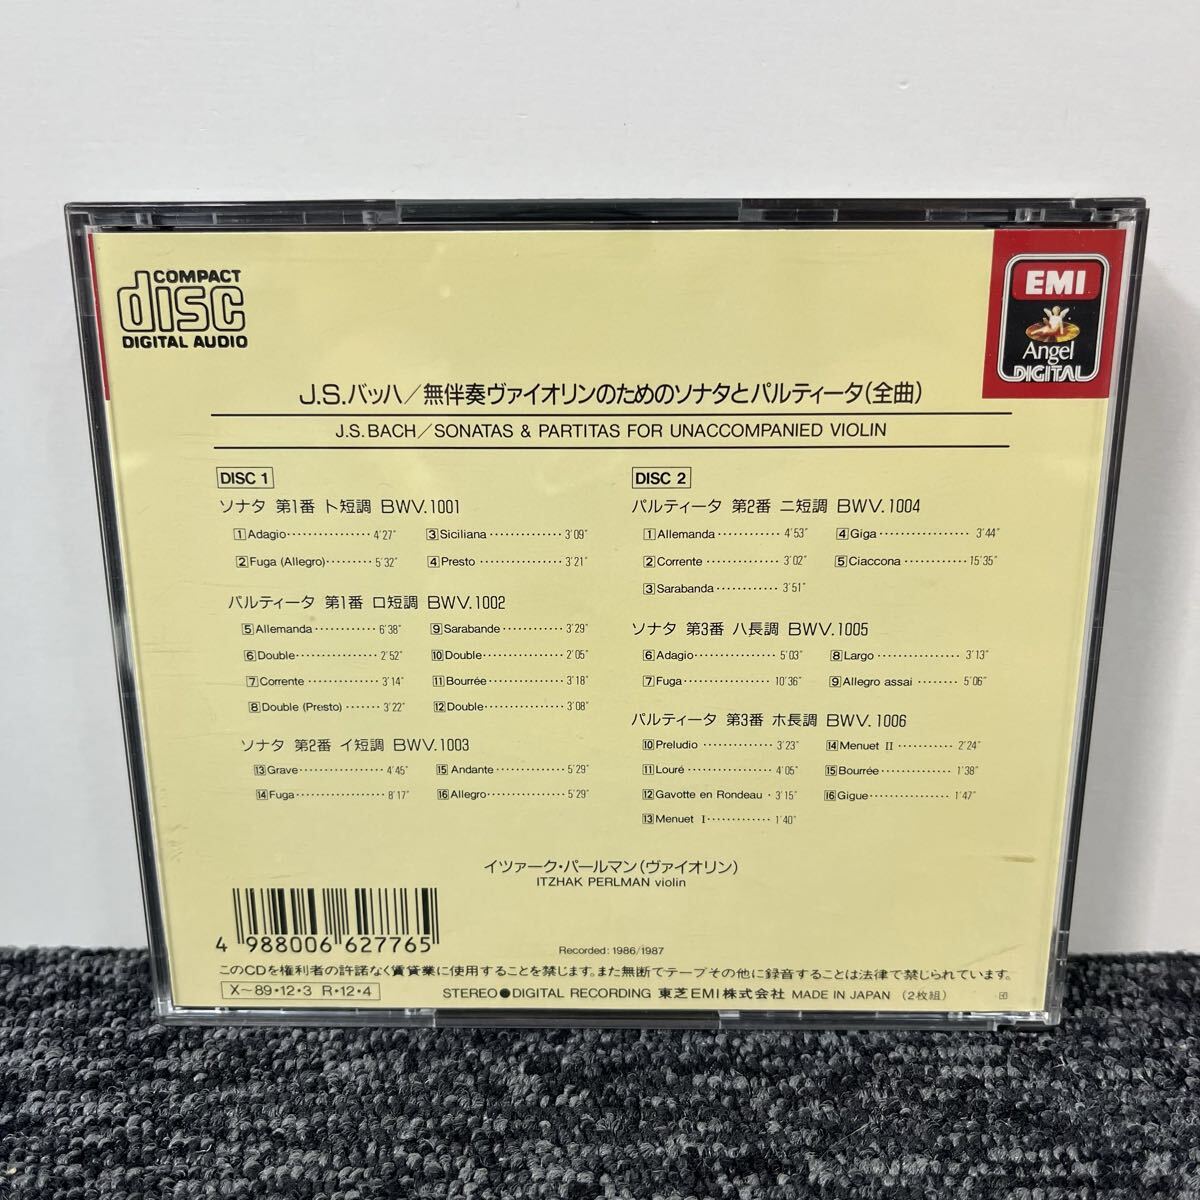 COMPACT
disc
DIGITAL AUDIO
EMI
Angel
DIGITAL
J.S.バッハ／無伴奏ヴァイオリンのためのソナタとパルティータ(全曲)
J.S.BACH／SONATAS & PARTITAS FOR UNACCOMPANIED VIOLIN
DISC 1
ソナタ 第1番 ト短調 BWV.1001
1 Adagio 4'27"
2 Fuga (Allegro) 5'32"
3 Siciliana 3'09"
4 Presto 3'21"
パルティータ 第1番 ロ短調 BWV.1002
5 Allemanda 6'38"
6 Double 2'52"
7 Corrente 3'14"
8 Double (Presto) 3'22"
9 Sarabande 3'29"
10 Double 2'05"
11 Bourrée 3'18"
12 Double 3'08"
ソナタ 第2番 イ短調 BWV.1003
13 Grave 4'45"
14 Fuga 8'17"
15 Andante 5'29"
16 Allegro 5'29"
DISC 2
パルティータ 第2番 ニ短調 BWV.1004
1 Allemanda 4'53"
2 Corrente 3'02"
3 Sarabanda 3'51"
4 Giga 3'44"
5 Ciaccona 15'35"
ソナタ 第3番 ハ長調 BWV.1005
6 Adagio 5'03"
7 Fuga 10'36"
8 Largo 3'13"
9 Allegro assai 5'06"
パルティータ 第3番 ホ長調 BWV.1006
10 Preludio 3'23"
11 Louré 4'05"
12 Gavotte en Rondeau 3'15"
13 Menuet I 1'40"
14 Menuet II 2'24"
15 Bourrée 1'38"
16 Gigue 1'47"
イツァーク・パールマン(ヴァイオリン)
ITZHAK PERLMAN violin
4 988006 627765
Recorded: 1986/1987
このCDを権利者の許諾なく賃貸業に使用することを禁じます。また無断でテープその他に録音することは法律で禁じられています。
X〜89・12・3 R・12・4
STEREO●DIGITAL RECORDING 東芝EMI株式会社 MADE IN JAPAN (2枚組)